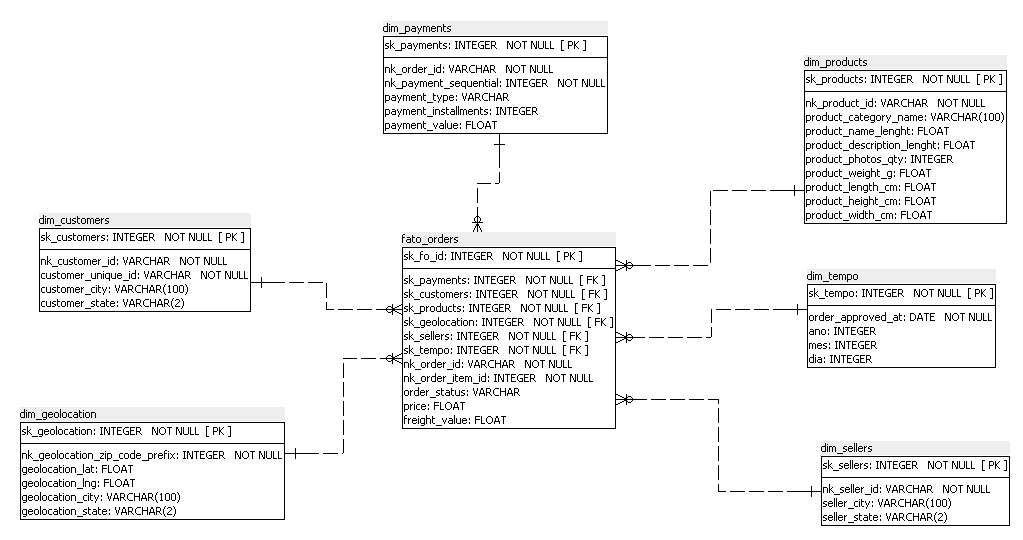 dim_payments
sk_payments: INTEGER NOT NULL [ PK ]
nk_order_id: VARCHAR NOT NULL
nk_payment_sequential: INTEGER NOT NULL
payment_type: VARCHAR
payment_installments: INTEGER
payment_value: FLOAT
dim_products
sk_products: INTEGER NOT NULL [ PK ]
nk_product_id: VARCHAR NOT NULL
product_category_name: VARCHAR(100)
product_name_lenght: FLOAT
product_description_lenght: FLOAT
product_photos_qty: INTEGER
product_weight_g: FLOAT
product_length_cm: FLOAT
product_height_cm: FLOAT
product_width_cm: FLOAT
dim_customers
sk_customers: INTEGER NOT NULL [ PK ]
nk_customer_id: VARCHAR NOT NULL
customer_unique_id: VARCHAR NOT NULL
customer_city: VARCHAR(100)
customer_state: VARCHAR(2)
fato_orders
sk_fo_id: INTEGER NOT NULL [ PK ]
sk_payments: INTEGER NOT NULL [ FK ]
sk_customers: INTEGER NOT NULL [ FK ]
sk_products: INTEGER NOT NULL [ FK ]
sk_geolocation: INTEGER NOT NULL [ FK ]
sk_sellers: INTEGER NOT NULL [ FK ]
sk_tempo: INTEGER NOT NULL [ FK ]
nk_order_id: VARCHAR NOT NULL
nk_order_item_id: INTEGER NOT NULL
order_status: VARCHAR
price: FLOAT
freight_value: FLOAT
dim_tempo
sk_tempo: INTEGER NOT NULL [ PK ]
order_approved_at: DATE NOT NULL
ano: INTEGER
mes: INTEGER
dia: INTEGER
dim_geolocation
sk_geolocation: INTEGER NOT NULL [ PK ]
nk_geolocation_zip_code_prefix: INTEGER NOT NULL
geolocation_lat: FLOAT
geolocation_lng: FLOAT
geolocation_city: VARCHAR(100)
geolocation_state: VARCHAR(2)
dim_sellers
sk_sellers: INTEGER NOT NULL [ PK ]
nk_seller_id: VARCHAR NOT NULL
seller_city: VARCHAR(100)
seller_state: VARCHAR(2)